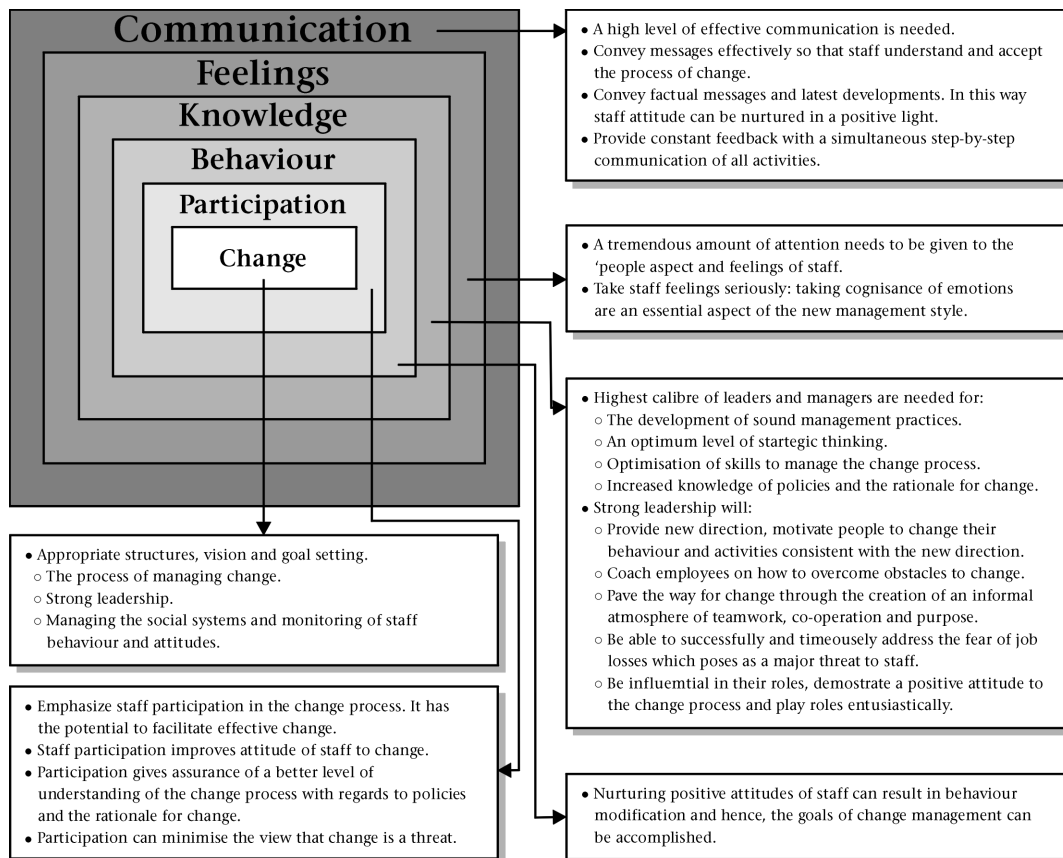 Communication
Feelings
Knowledge
Behaviour
Participation
Change
• A high level of effective communication is needed.
• Convey messages effectively so that staff understand and accept
the process of change.
• Convey factual messages and latest developments. In this way
staff attitude can be nurtured in a positive light.
• Provide constant feedback with a simultaneous step-by-step
communication of all activities.
• A tremendous amount of attention needs to be given to the
‘people aspect and feelings of staff.
• Take staff feelings seriously: taking cognisance of emotions
are an essential aspect of the new management style.
• Highest calibre of leaders and managers are needed for:
○ The development of sound management practices.
○ An optimum level of startegic thinking.
○ Optimisation of skills to manage the change process.
○ Increased knowledge of policies and the rationale for change.
• Strong leadership will:
○ Provide new direction, motivate people to change their
behaviour and activities consistent with the new direction.
○ Coach employees on how to overcome obstacles to change.
○ Pave the way for change through the creation of an informal
atmosphere of teamwork, co-operation and purpose.
○ Be able to successfully and timeousely address the fear of job
losses which poses as a major threat to staff.
○ Be influemtial in their roles, demostrate a positive attitude to
the change process and play roles entusiastically.
• Nurturing positive attitudes of staff can result in behaviour
modification and hence, the goals of change management can
be accomplished.
• Appropriate structures, vision and goal setting.
○ The process of managing change.
○ Strong leadership.
○ Managing the social systems and monitoring of staff
behaviour and attitudes.
• Emphasize staff participation in the change process. It has
the potential to facilitate effective change.
• Staff participation improves attitude of staff to change.
• Participation gives assurance of a better level of
understanding of the change process with regards to policies
and the rationale for change.
• Participation can minimise the view that change is a threat.